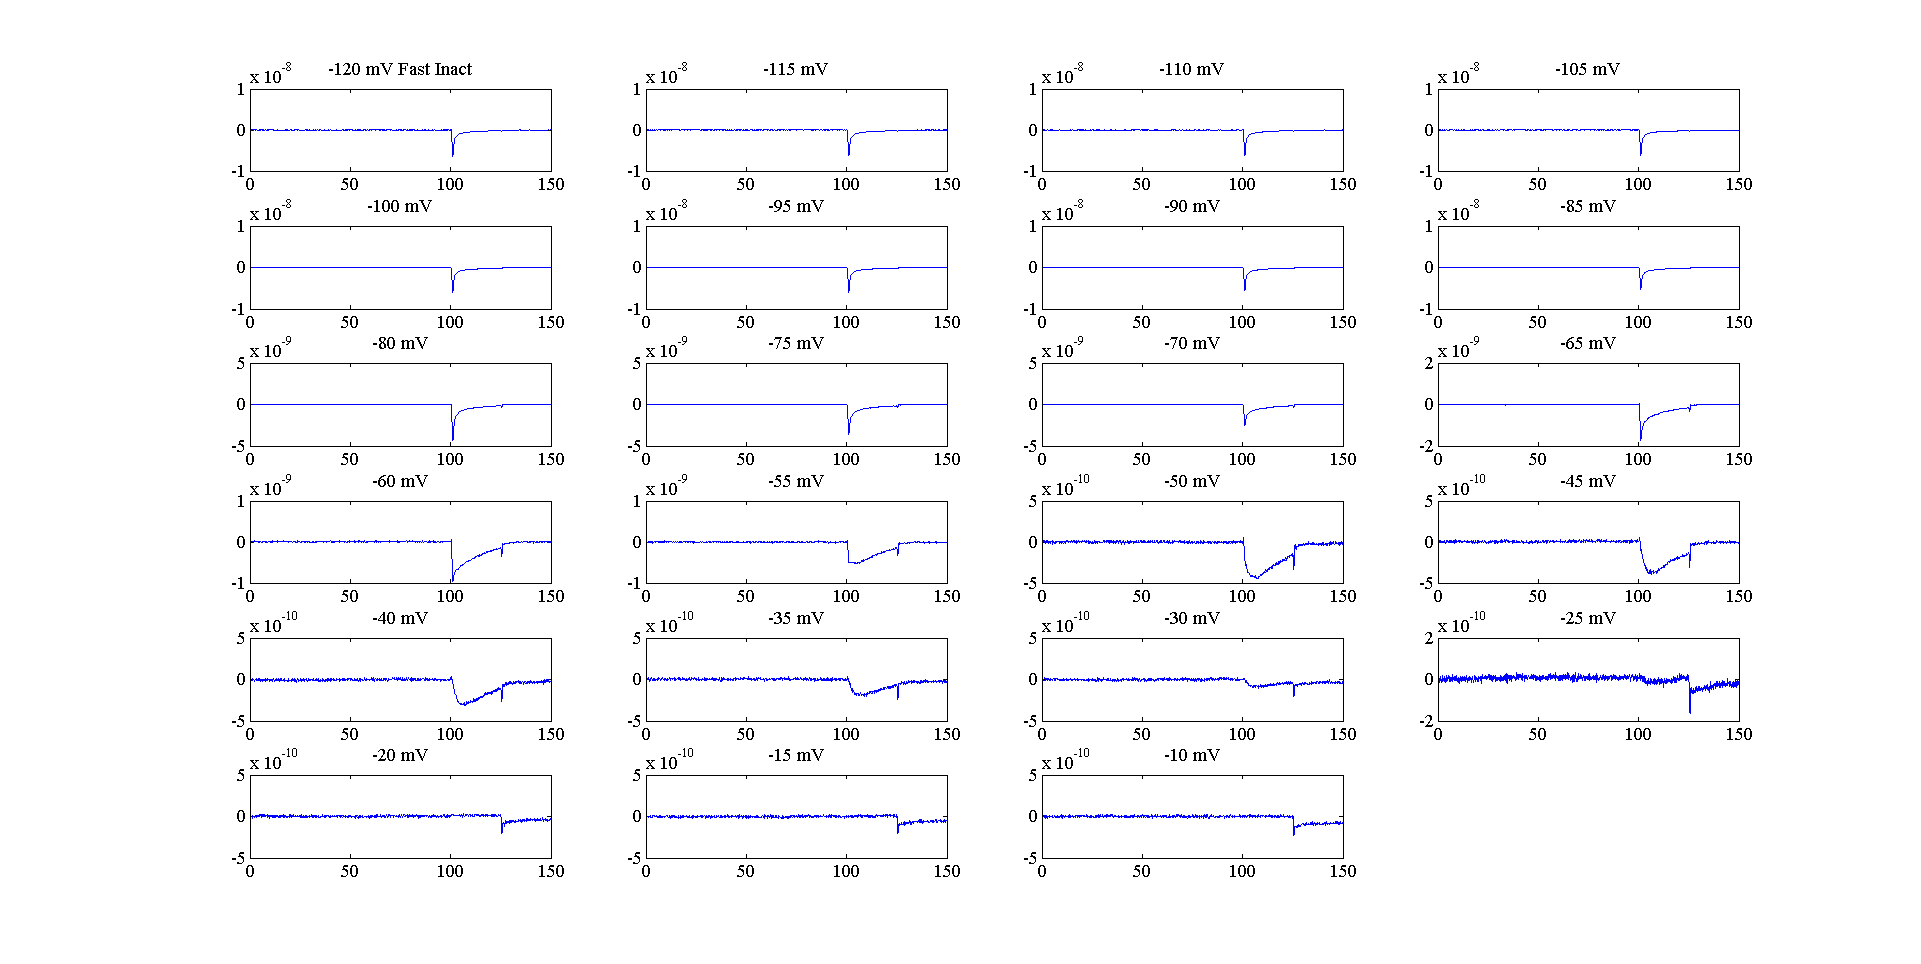 -120 mV Fast Inact
x 10^-8
1
0
-1
0 50 100 150
-115 mV
x 10^-8
1
0
-1
0 50 100 150
-110 mV
x 10^-8
1
0
-1
0 50 100 150
-105 mV
x 10^-8
1
0
-1
0 50 100 150
-100 mV
x 10^-8
1
0
-1
0 50 100 150
-95 mV
x 10^-8
1
0
-1
0 50 100 150
-90 mV
x 10^-8
1
0
-1
0 50 100 150
-85 mV
x 10^-8
1
0
-1
0 50 100 150
-80 mV
x 10^-9
5
0
-5
0 50 100 150
-75 mV
x 10^-9
5
0
-5
0 50 100 150
-70 mV
x 10^-9
5
0
-5
0 50 100 150
-65 mV
x 10^-9
2
0
-2
0 50 100 150
-60 mV
x 10^-9
1
0
-1
0 50 100 150
-55 mV
x 10^-9
1
0
-1
0 50 100 150
-50 mV
x 10^-10
5
0
-5
0 50 100 150
-45 mV
x 10^-10
5
0
-5
0 50 100 150
-40 mV
x 10^-10
5
0
-5
0 50 100 150
-35 mV
x 10^-10
5
0
-5
0 50 100 150
-30 mV
x 10^-10
5
0
-5
0 50 100 150
-25 mV
x 10^-10
2
0
-2
0 50 100 150
-20 mV
x 10^-10
5
0
-5
0 50 100 150
-15 mV
x 10^-10
5
0
-5
0 50 100 150
-10 mV
x 10^-10
5
0
-5
0 50 100 150